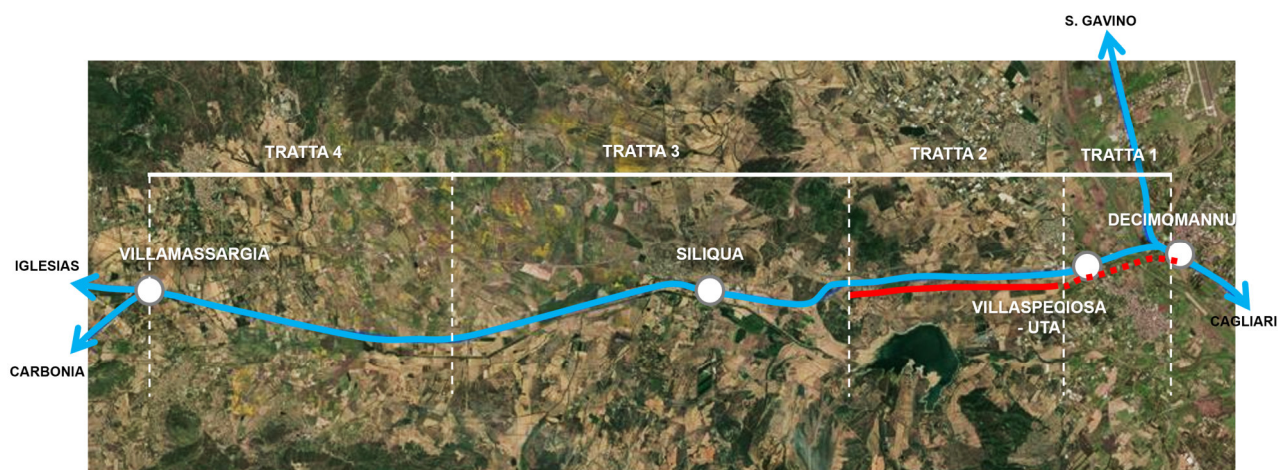 S. GAVINO
TRATTA 4
TRATTA 3
TRATTA 2
TRATTA 1
DECIMOMANNU
VILLAMASSARGIA
SILIQUA
IGLESIAS
VILLASPECIOSA
- UTA
CAGLIARI
CARBONIA